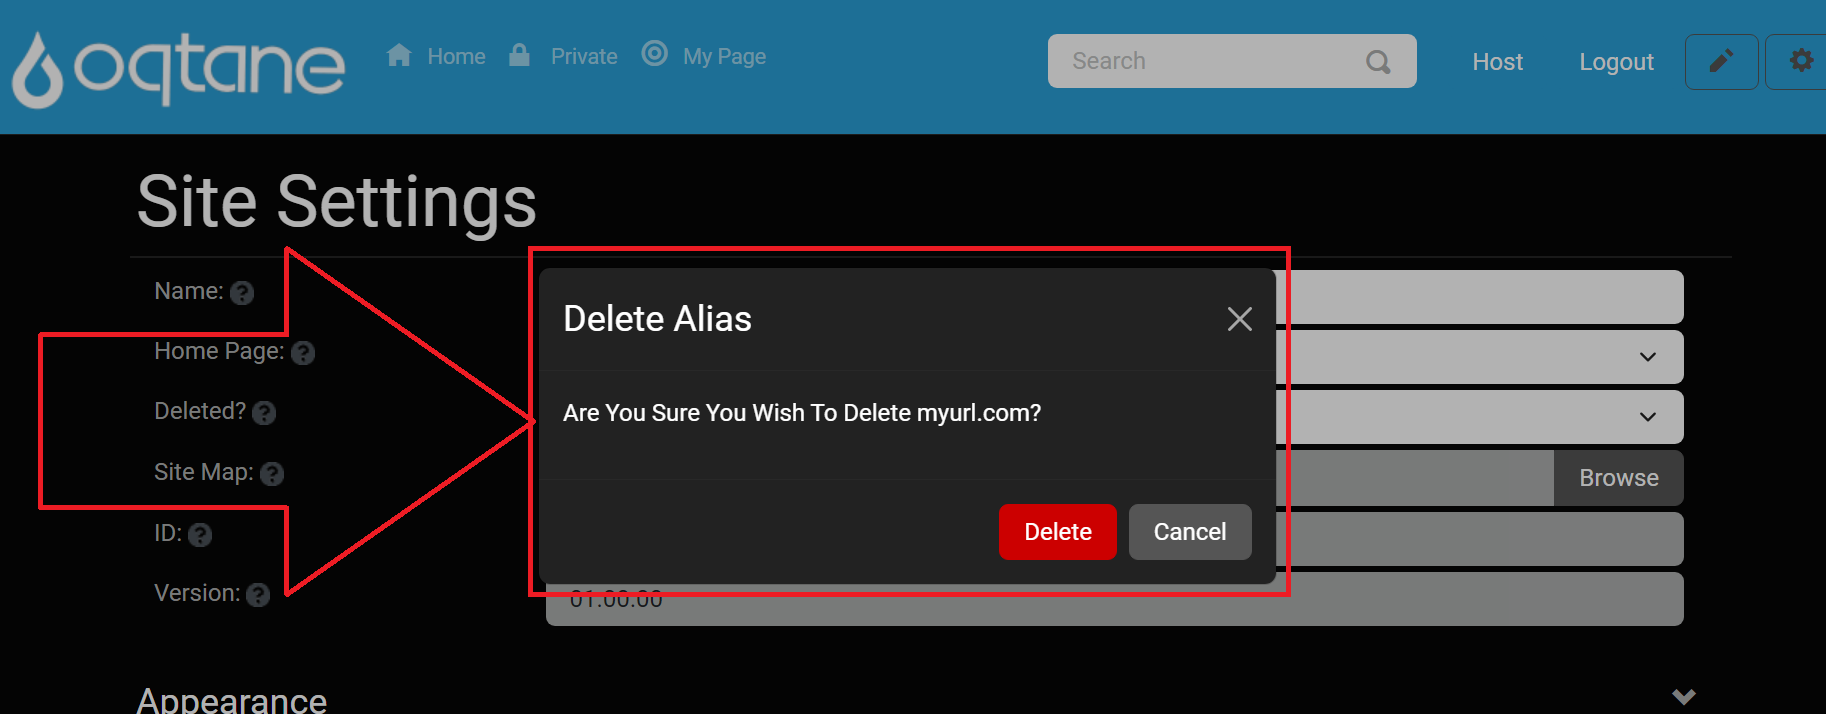 oqtane
Home Private My Page
Search
Host Logout
Site Settings
Name: ?
Home Page: ?
Deleted? ?
Site Map: ?
ID: ?
Version: ?
Delete Alias
Are You Sure You Wish To Delete myurl.com?
Delete Cancel
Browse
01.00.00
Appearance